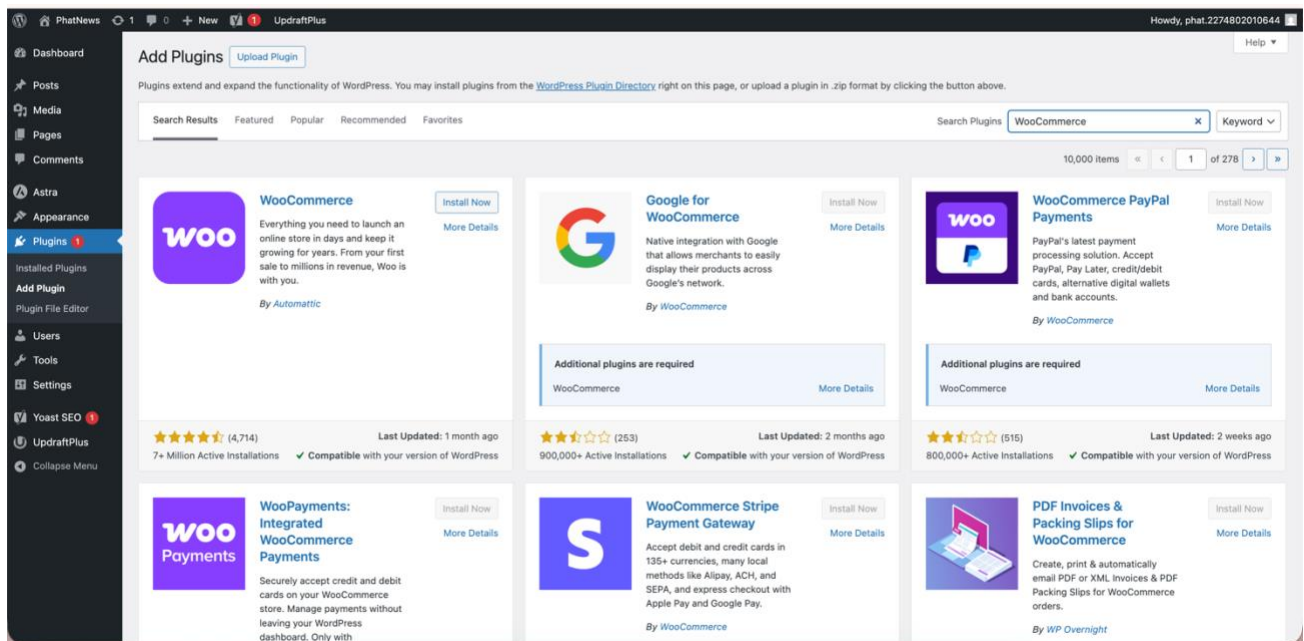 PhatNews 1 0 + New 1 UpdraftPlus Howdy, phat.2274802010644
Help ▼
Dashboard
Posts
Media
Pages
Comments
Astra
Appearance
Plugins 1
Installed Plugins
Add Plugin
Plugin File Editor
Users
Tools
Settings
Yoast SEO 1
UpdraftPlus
Collapse Menu
Add Plugins Upload Plugin
Plugins extend and expand the functionality of WordPress. You may install plugins from the WordPress Plugin Directory right on this page, or upload a plugin in .zip format by clicking the button above.
Search Results Featured Popular Recommended Favorites Search Plugins WooCommerce × Keyword
10,000 items « ‹ 1 of 278 › »
WOO
WooCommerce
Install Now
More Details
Everything you need to launch an
online store in days and keep it
growing for years. From your first
sale to millions in revenue, Woo is
with you.
By Automattic
(4,714)
Last Updated: 1 month ago
7+ Million Active Installations
✔ Compatible with your version of WordPress
G
Google for
WooCommerce
Install Now
More Details
Native integration with Google
that allows merchants to easily
display their products across
Google's network.
By WooCommerce
Additional plugins are required
WooCommerce More Details
(253)
Last Updated: 2 months ago
900,000+ Active Installations
✔ Compatible with your version of WordPress
WOO
P
WooCommerce PayPal
Payments
Install Now
More Details
PayPal's latest payment
processing solution. Accept
PayPal, Pay Later, credit/debit
cards, alternative digital wallets
and bank accounts.
By WooCommerce
Additional plugins are required
WooCommerce More Details
(515)
Last Updated: 2 weeks ago
800,000+ Active Installations
✔ Compatible with your version of WordPress
WOO
Payments
WooPayments:
Integrated
WooCommerce
Payments
Install Now
More Details
Securely accept credit and debit
cards on your WooCommerce
store. Manage payments without
leaving your WordPress
dashboard. Only with
S
WooCommerce Stripe
Payment Gateway
Install Now
More Details
Accept debit and credit cards in
135+ currencies, many local
methods like Alipay, ACH, and
SEPA, and express checkout with
Apple Pay and Google Pay.
By WooCommerce
PDF Invoices &
Packing Slips for
WooCommerce
Install Now
More Details
Create, print & automatically
email PDF or XML Invoices & PDF
Packing Slips for WooCommerce
orders.
By WP Overnight